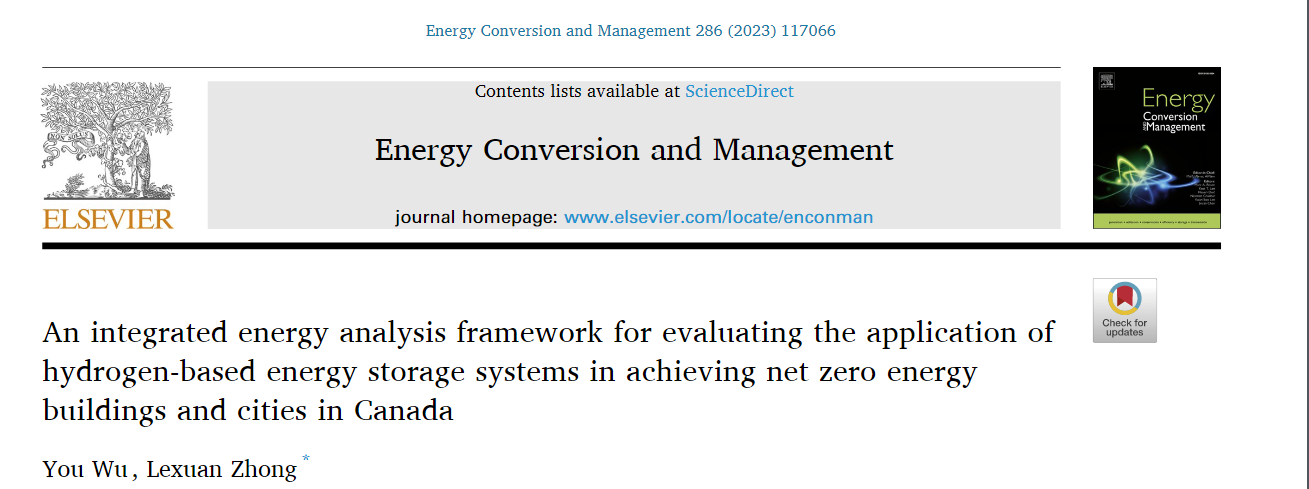 Energy Conversion and Management 286 (2023) 117066
Contents lists available at ScienceDirect
Energy Conversion and Management
journal homepage: www.elsevier.com/locate/enconman
ELSEVIER
Energy
Conversion
AND Management
Check for
updates
An integrated energy analysis framework for evaluating the application of
hydrogen-based energy storage systems in achieving net zero energy
buildings and cities in Canada
You Wu, Lexuan Zhong *